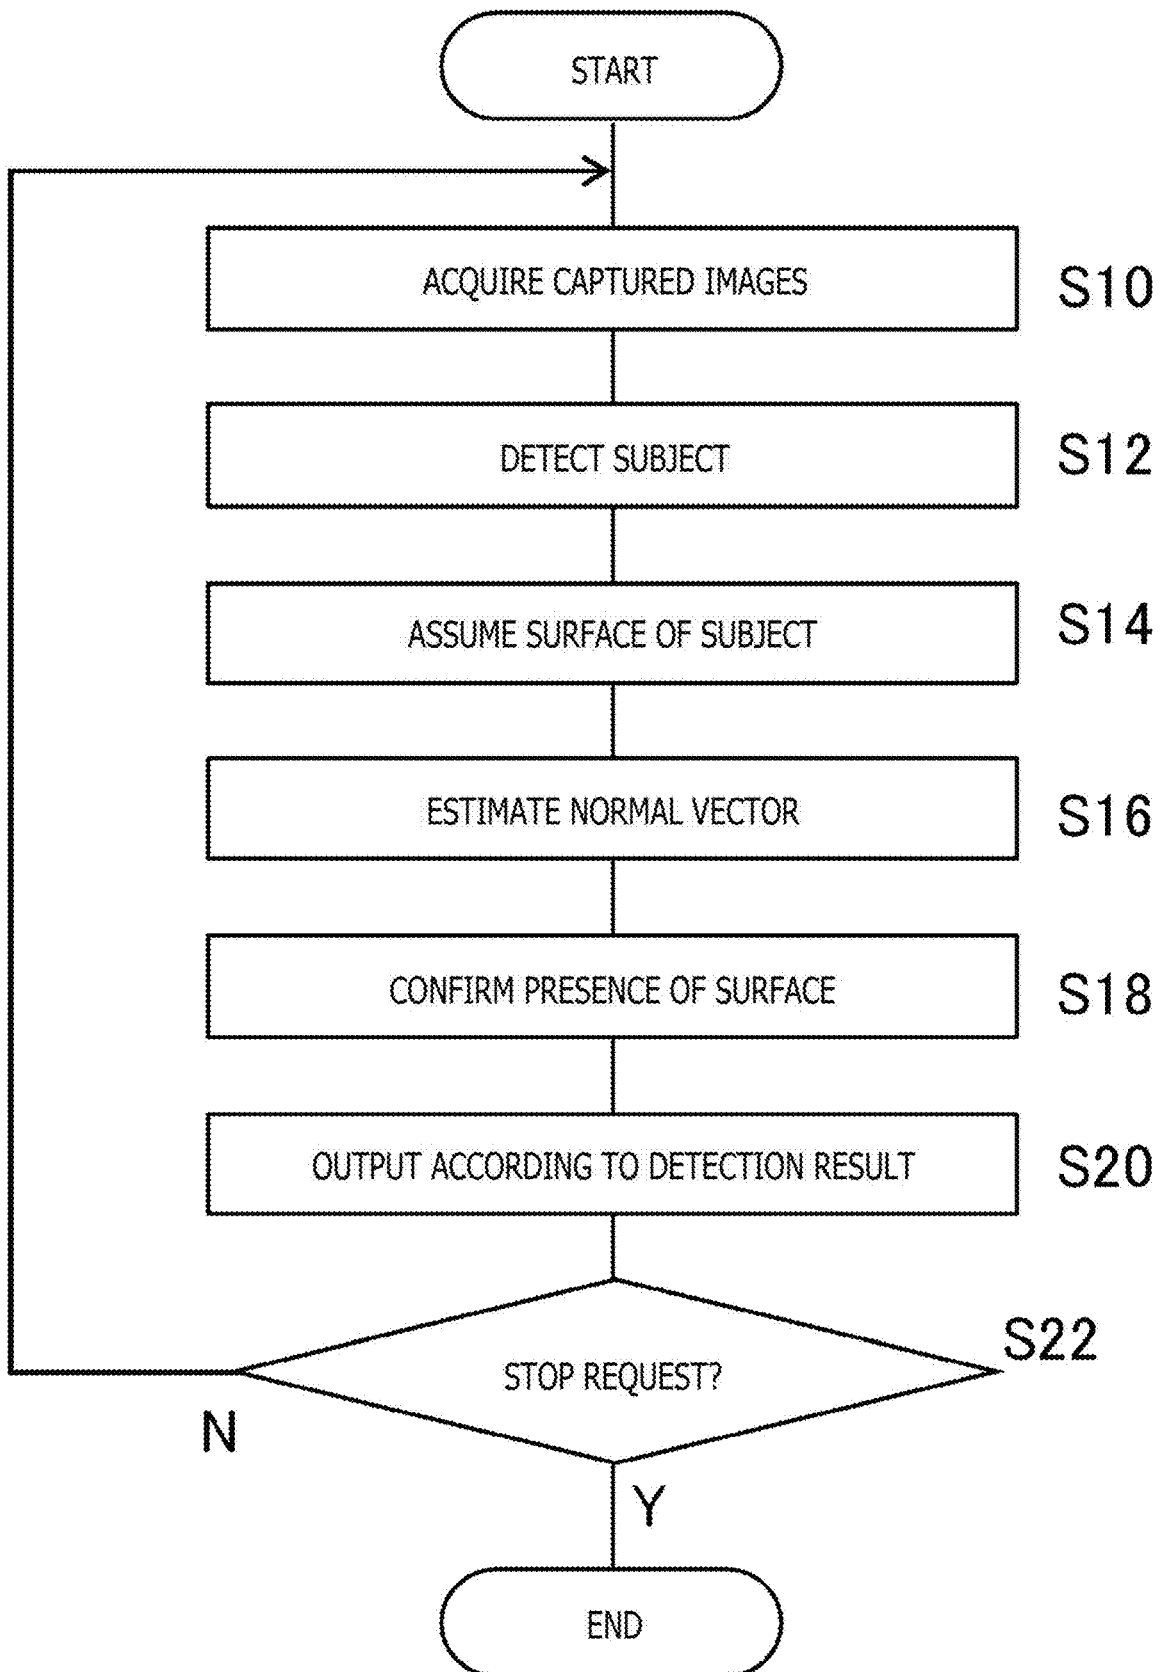 START
ACQUIRE CAPTURED IMAGES
S10
DETECT SUBJECT
S12
ASSUME SURFACE OF SUBJECT
S14
ESTIMATE NORMAL VECTOR
S16
CONFIRM PRESENCE OF SURFACE
S18
OUTPUT ACCORDING TO DETECTION RESULT
S20
STOP REQUEST?
S22
N
Y
END